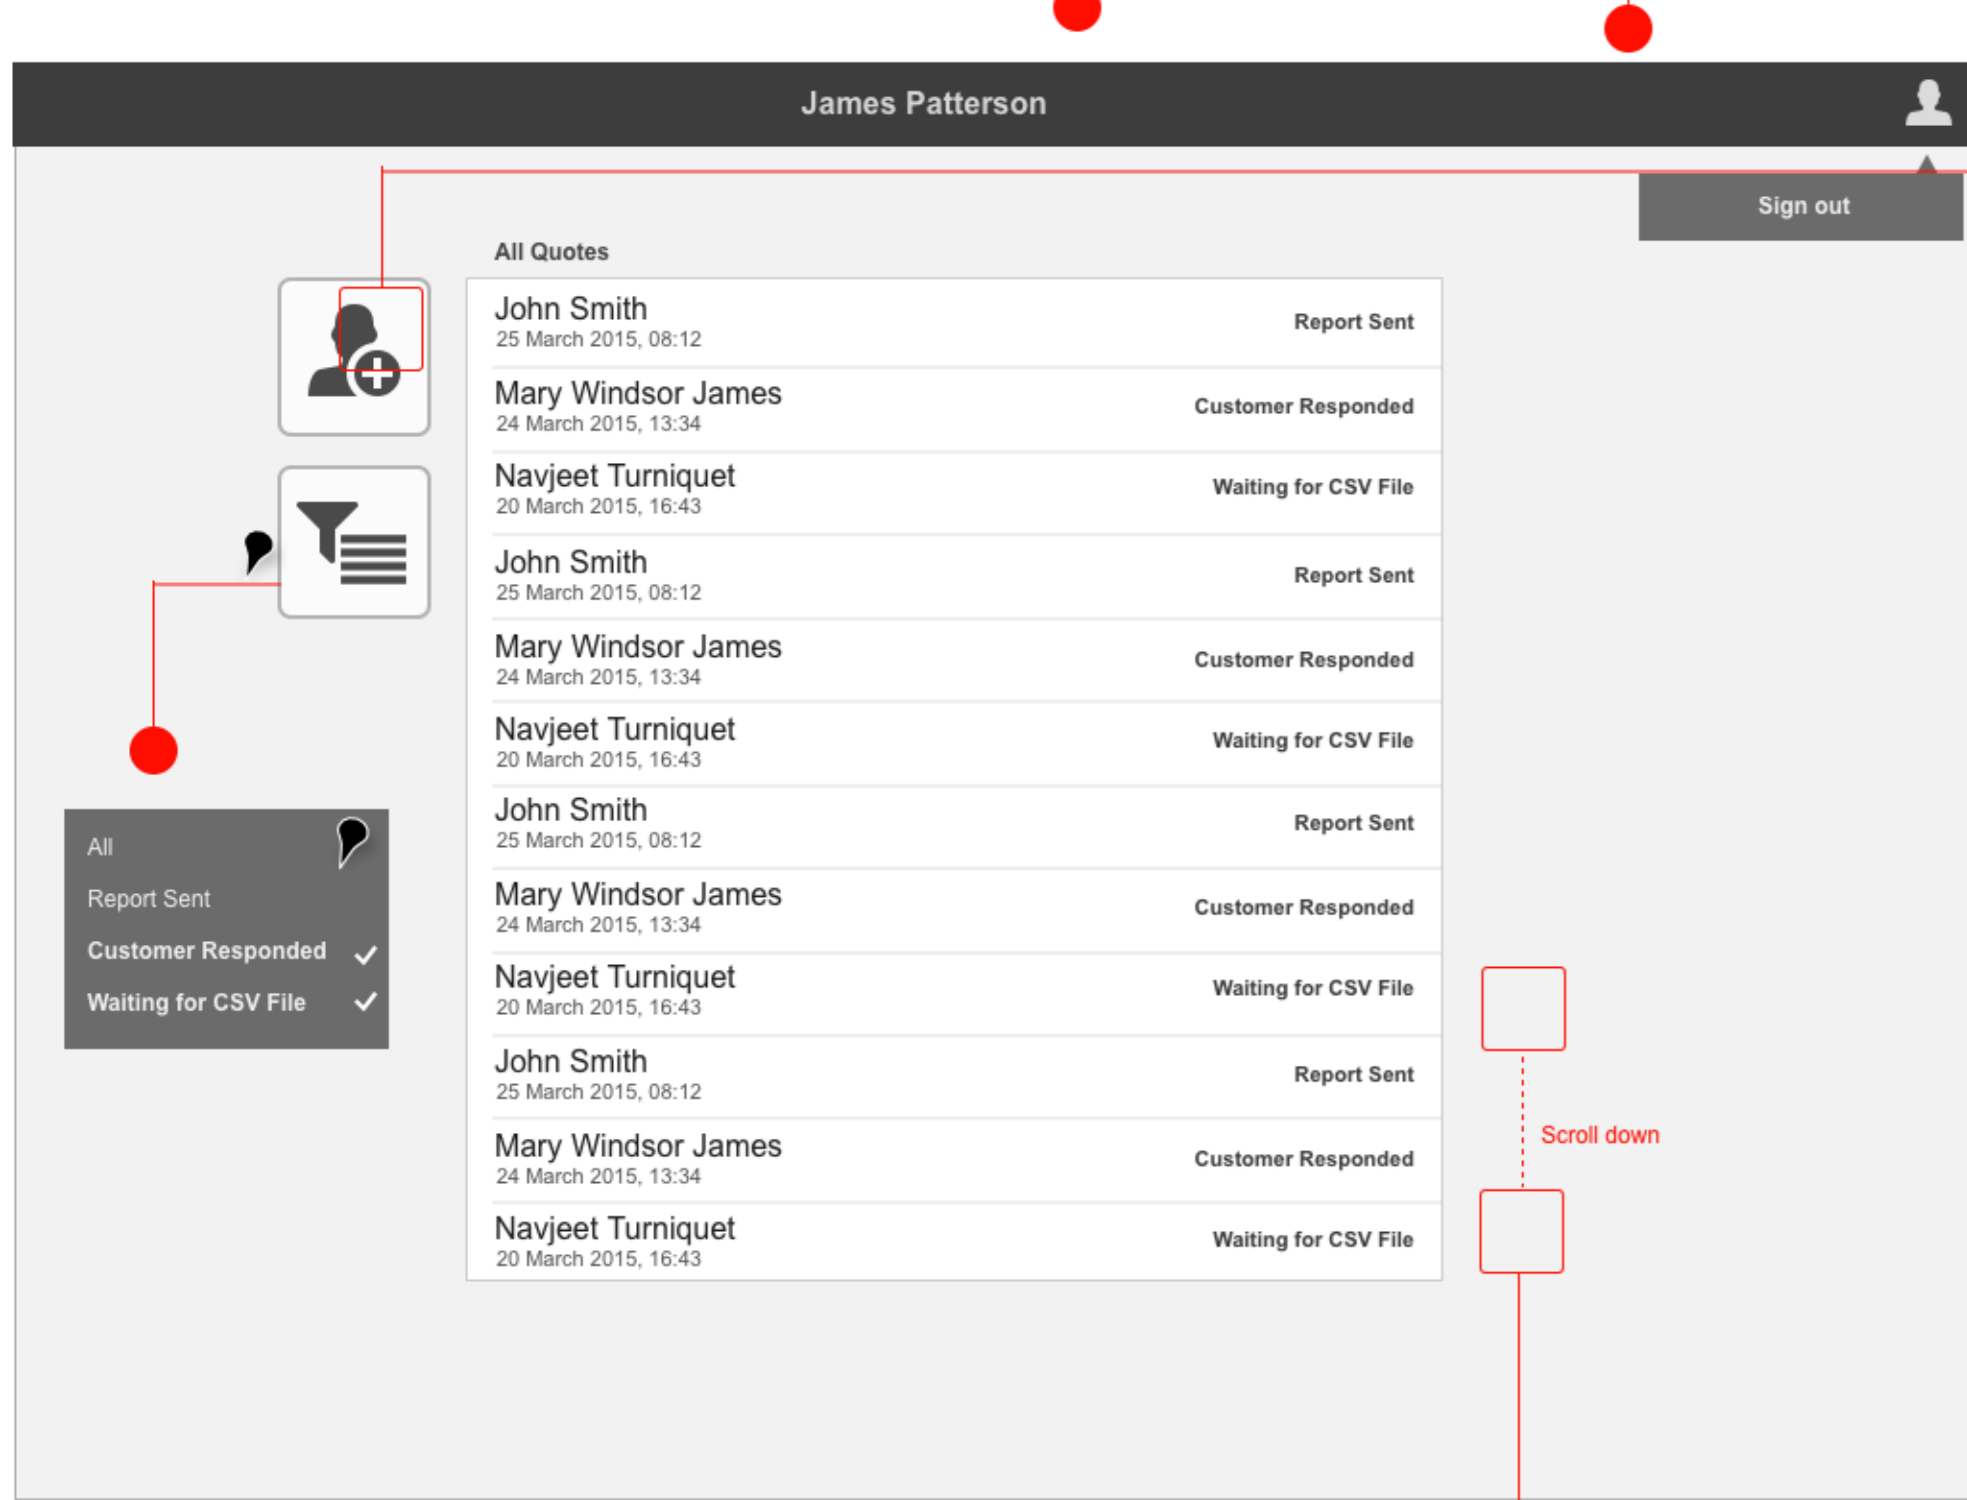 James Patterson
Sign out
All Quotes
John Smith
25 March 2015, 08:12
Report Sent
Mary Windsor James
24 March 2015, 13:34
Customer Responded
Navjeet Turniquet
20 March 2015, 16:43
Waiting for CSV File
John Smith
25 March 2015, 08:12
Report Sent
Mary Windsor James
24 March 2015, 13:34
Customer Responded
Navjeet Turniquet
20 March 2015, 16:43
Waiting for CSV File
John Smith
25 March 2015, 08:12
Report Sent
Mary Windsor James
24 March 2015, 13:34
Customer Responded
Navjeet Turniquet
20 March 2015, 16:43
Waiting for CSV File
John Smith
25 March 2015, 08:12
Report Sent
Mary Windsor James
24 March 2015, 13:34
Customer Responded
Navjeet Turniquet
20 March 2015, 16:43
Waiting for CSV File
All
Report Sent
Customer Responded
Waiting for CSV File
Scroll down